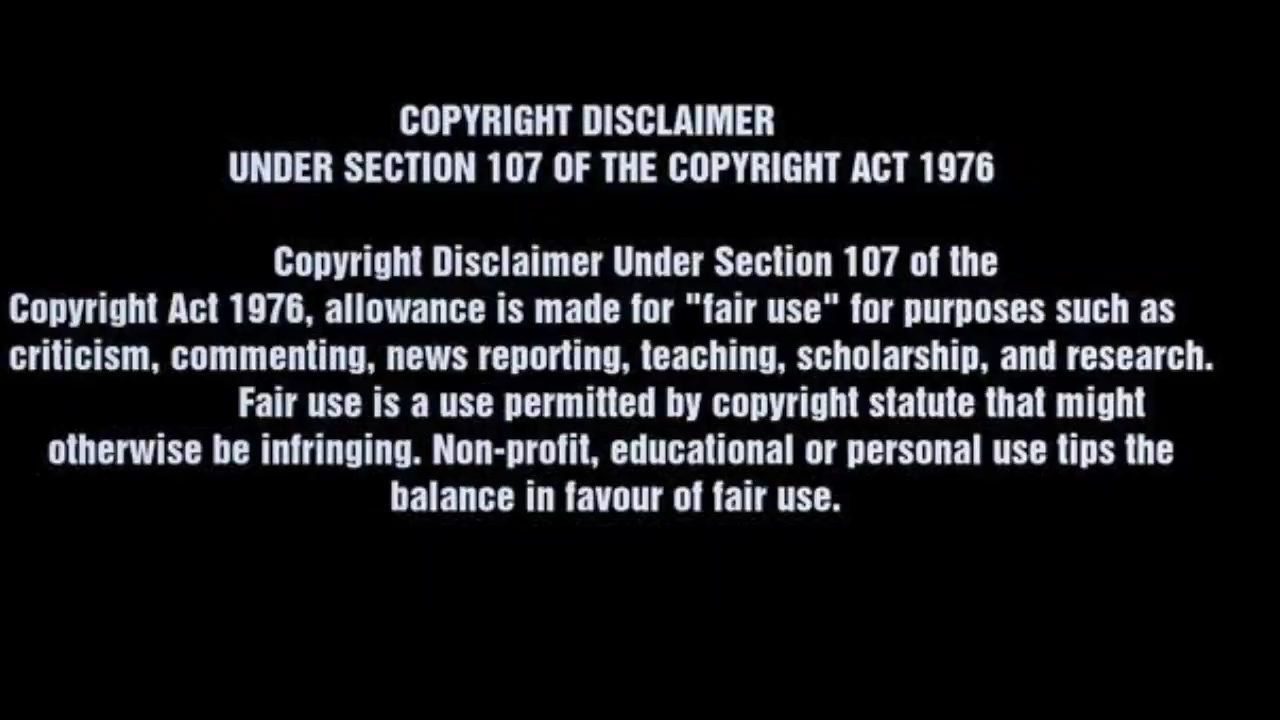 COPYRIGHT DISCLAIMER
UNDER SECTION 107 OF THE COPYRIGHT ACT 1976
Copyright Disclaimer Under Section 107 of the
Copyright Act 1976, allowance is made for "fair use" for purposes such as
criticism, commenting, news reporting, teaching, scholarship, and research.
Fair use is a use permitted by copyright statute that might
otherwise be infringing. Non-profit, educational or personal use tips the
balance in favour of fair use.